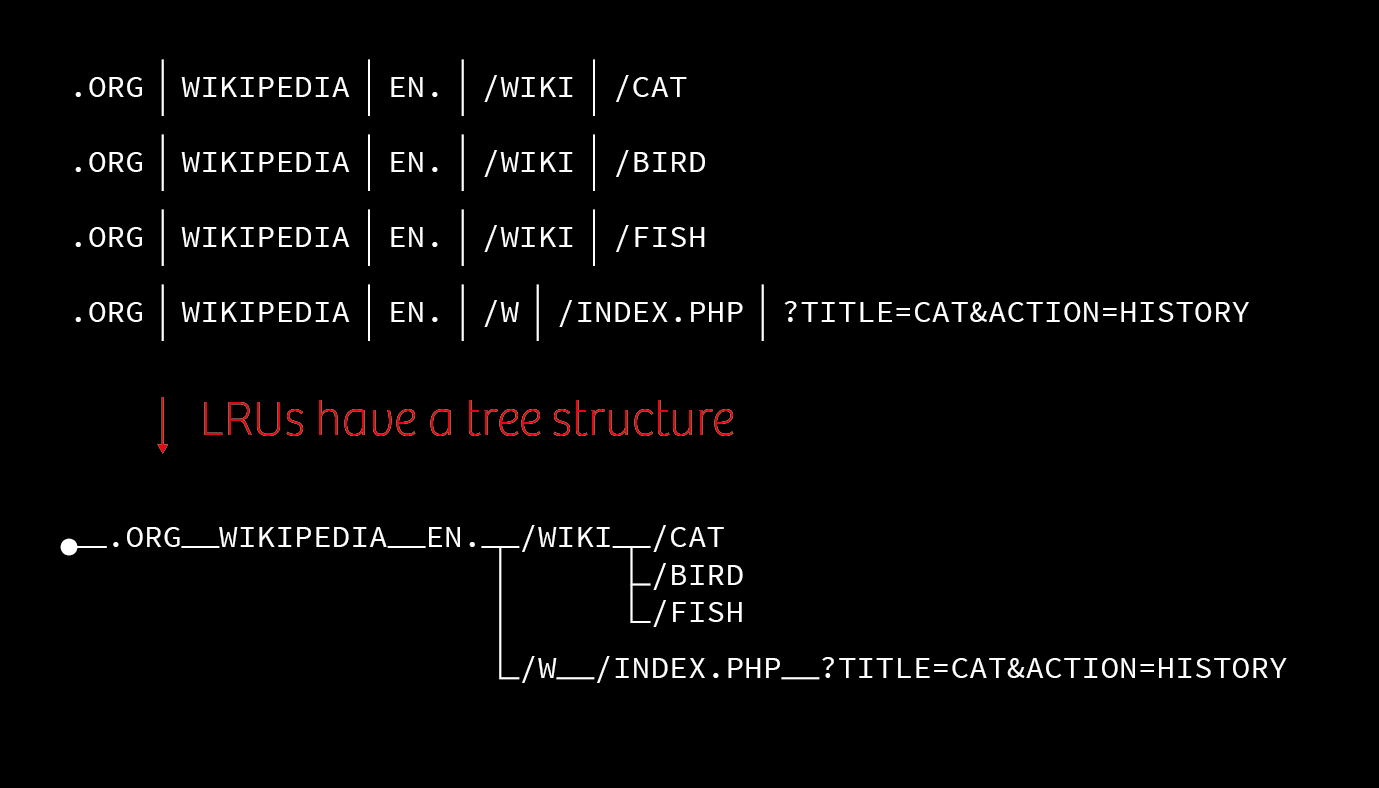 .ORG | WIKIPEDIA | EN. | /WIKI | /CAT
.ORG | WIKIPEDIA | EN. | /WIKI | /BIRD
.ORG | WIKIPEDIA | EN. | /WIKI | /FISH
.ORG | WIKIPEDIA | EN. | /W | /INDEX.PHP | ?TITLE=CAT&ACTION=HISTORY
LRUs have a tree structure
.ORG WIKIPEDIA EN. /WIKI /CAT
/BIRD
/FISH
/W /INDEX.PHP ?TITLE=CAT&ACTION=HISTORY